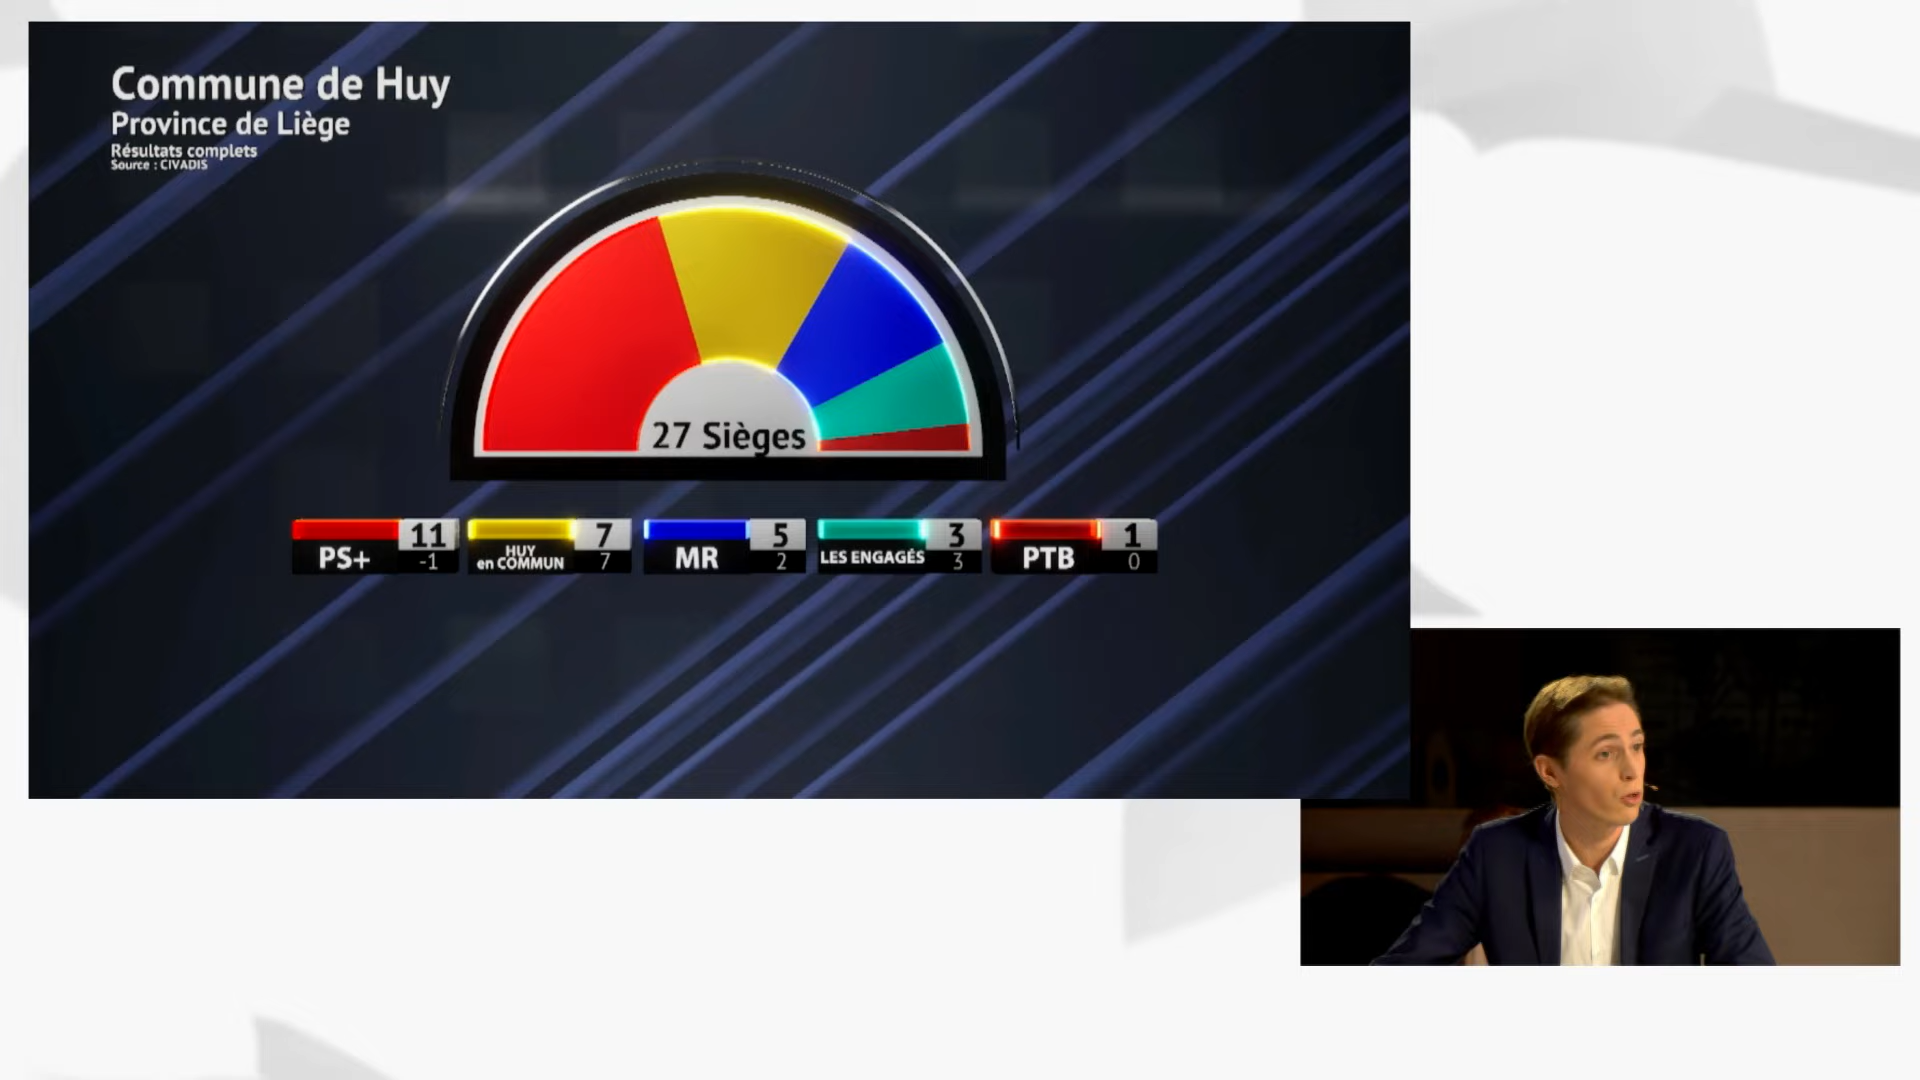 Commune de Huy
Province de Liège
Résultats complets
Source : CIVADIS
27 Sièges
PS+ 11 -1
HUY en COMMUN 7 7
MR 5 2
LES ENGAGÉS 3 3
PTB 1 0